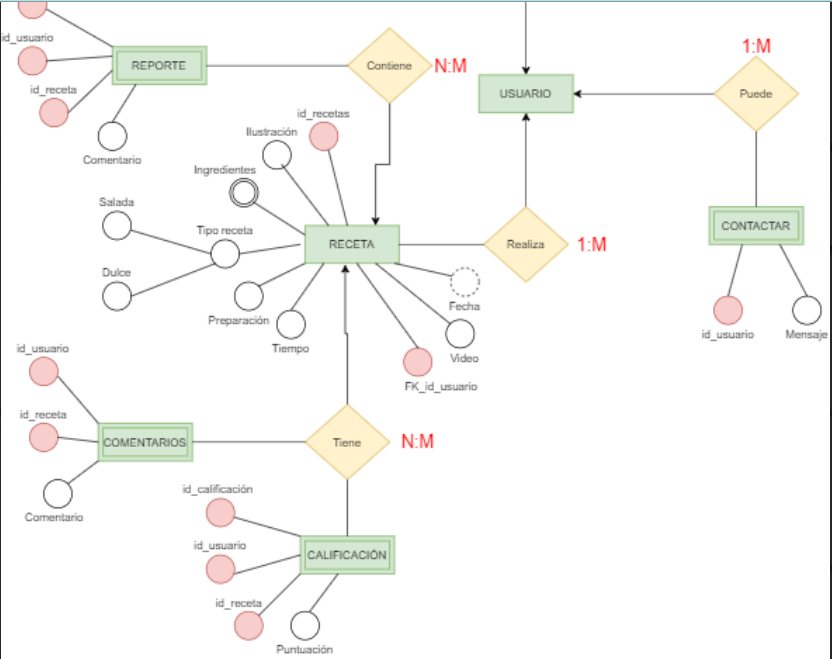 1:M
id_usuario
REPORTE
Contiene
N:M
USUARIO
Puede
id_receta
id_recetas
Ilustración
Comentario
Ingredientes
Salada
Tipo receta
CONTACTAR
RECETA
Realiza
1:M
Dulce
Fecha
Preparación
id_usuario
Mensaje
Tiempo
id_usuario
Video
FK_id_usuario
id_receta
COMENTARIOS
Tiene
N:M
id_calificación
Comentario
id_usuario
CALIFICACIÓN
id_receta
Puntuación